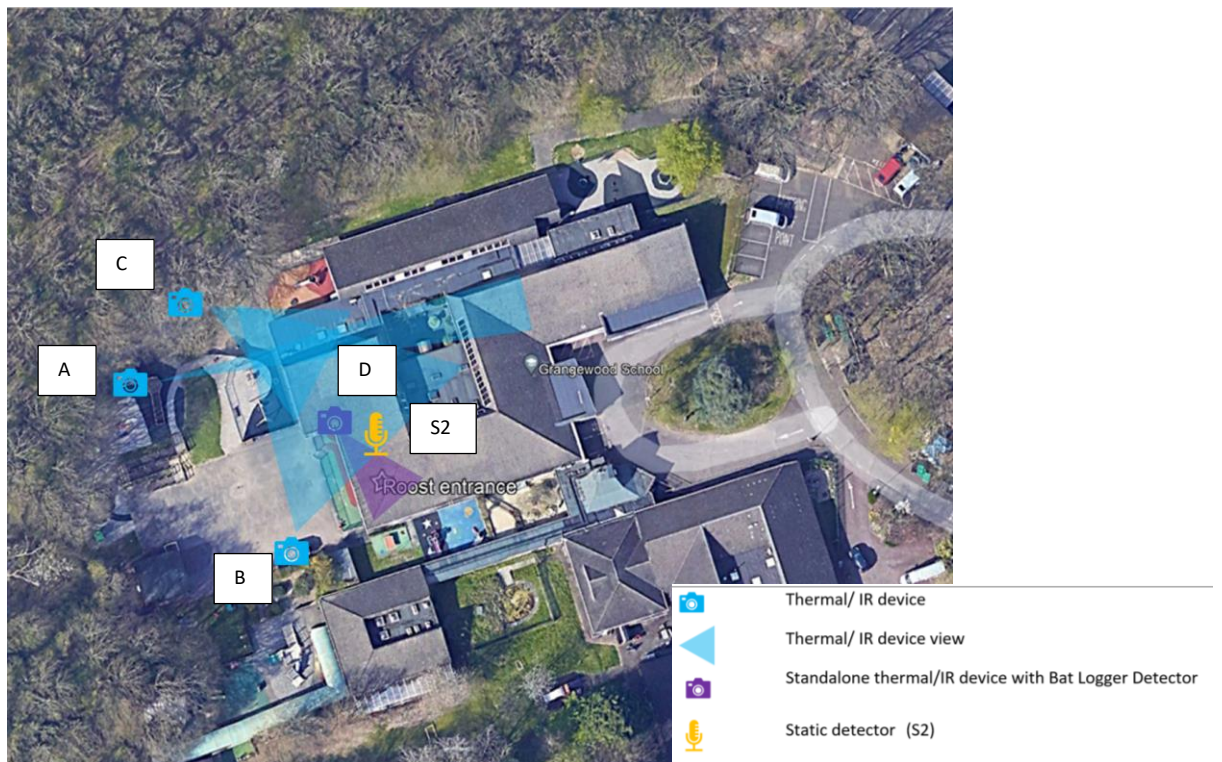 C
A
D
Grangewood School
S2
Roost entrance
B
Thermal/ IR device
Thermal/ IR device view
Standalone thermal/IR device with Bat Logger Detector
Static detector (S2)